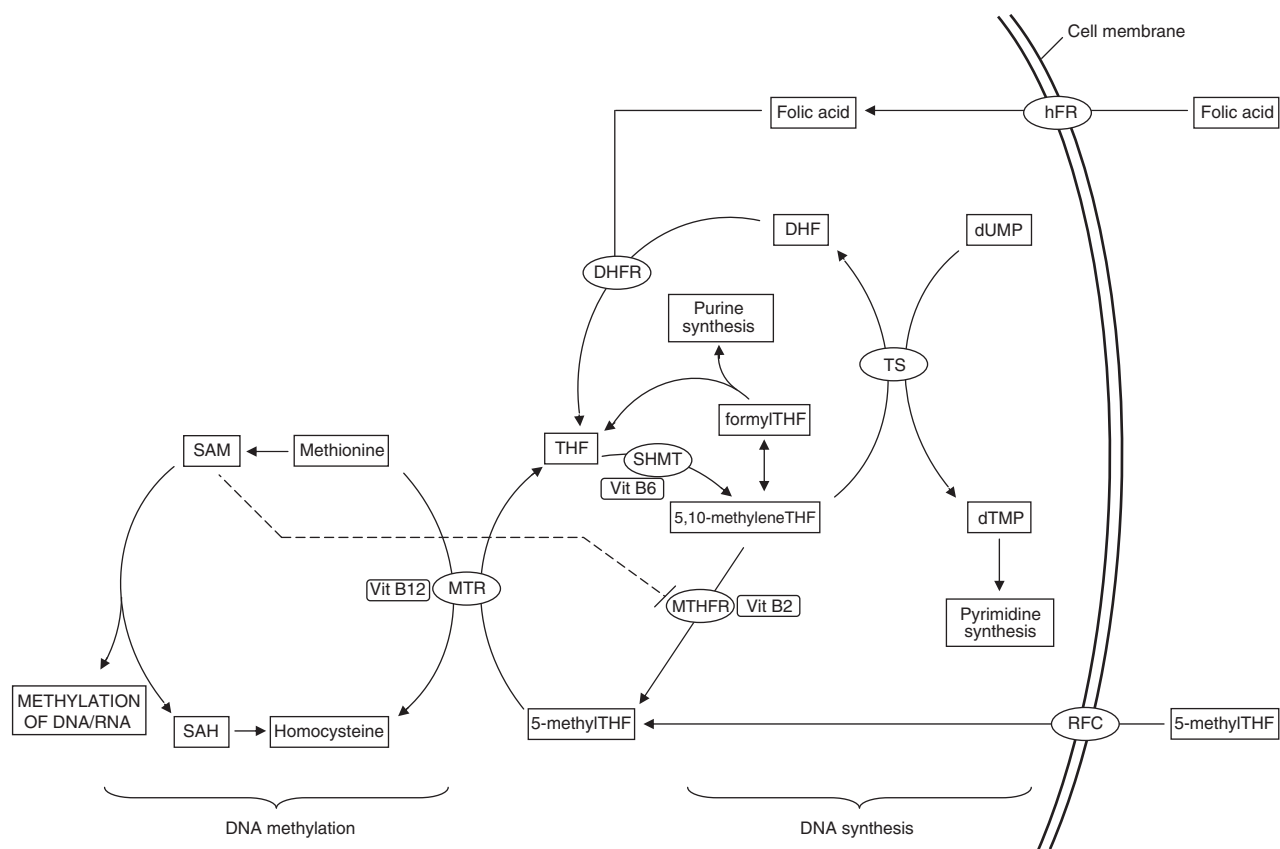 Cell membrane
Folic acid
hFR
Folic acid
DHF
dUMP
DHFR
Purine
synthesis
TS
formylTHF
THF
SHMT
Vit B6
SAM
Methionine
5,10-methyleneTHF
dTMP
Vit B12
MTR
MTHFR
Vit B2
Pyrimidine
synthesis
METHYLATION
OF DNA/RNA
SAH
Homocysteine
5-methylTHF
RFC
5-methylTHF
DNA methylation
DNA synthesis